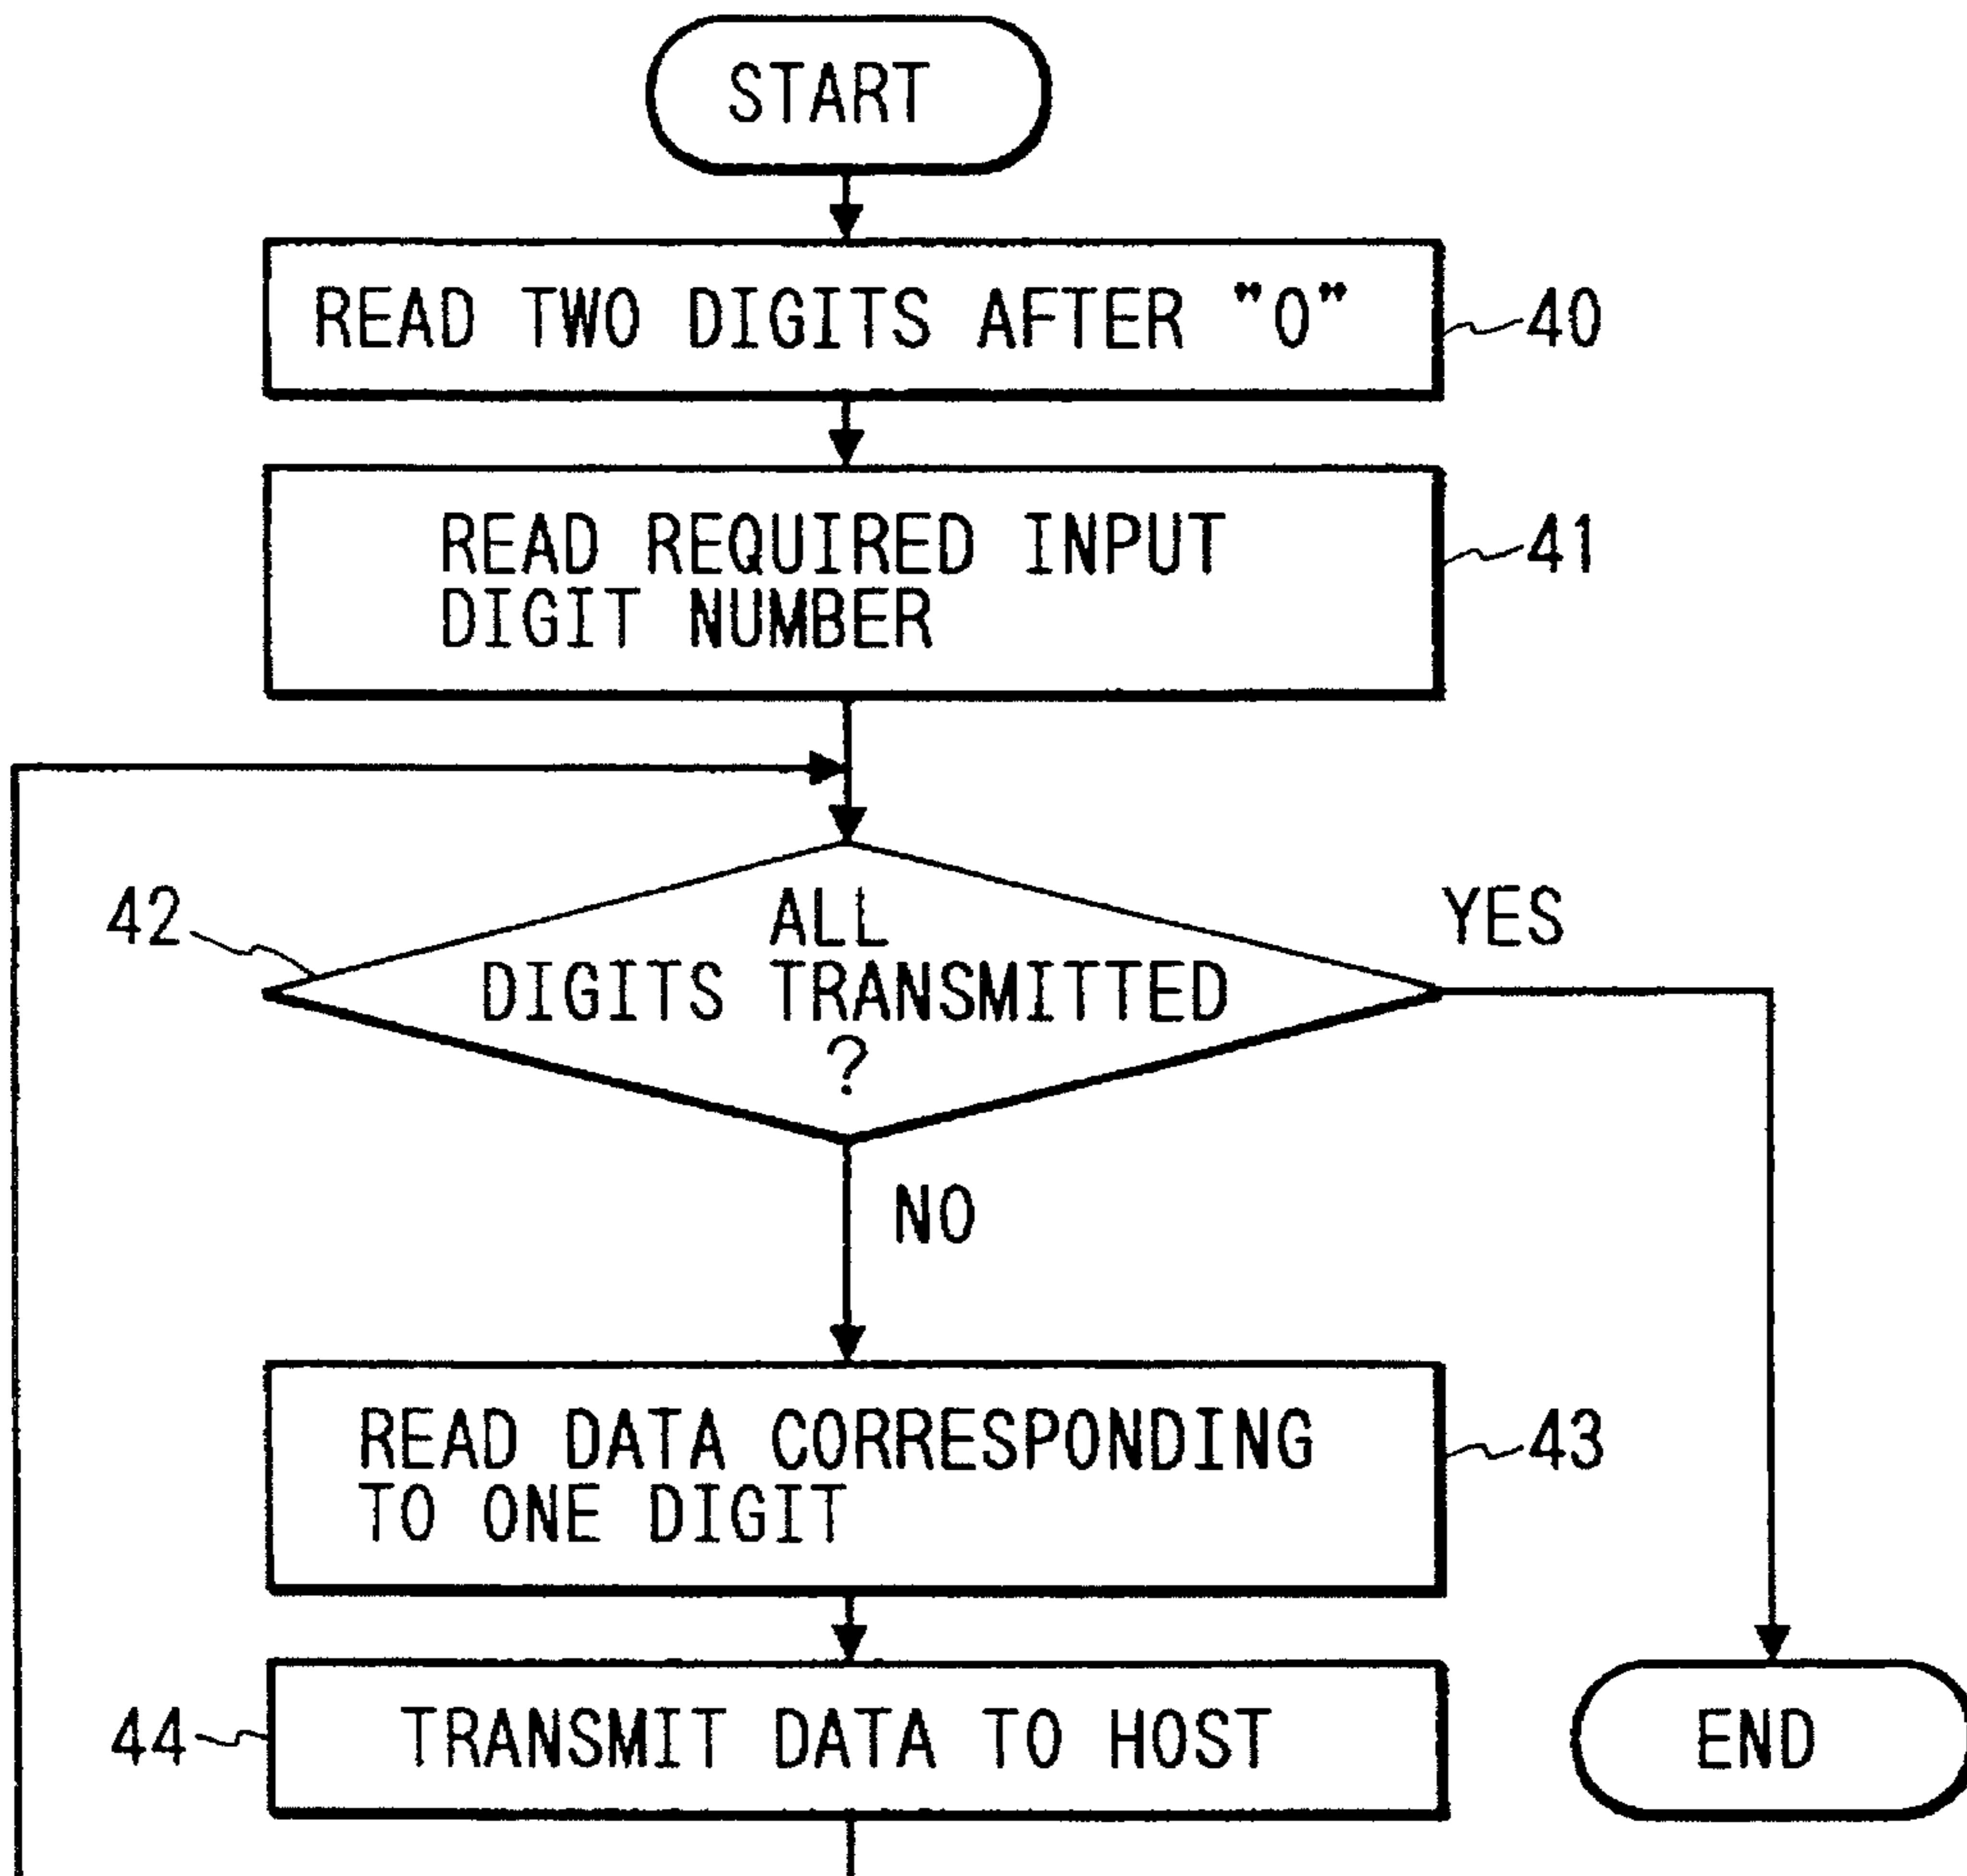 START
READ TWO DIGITS AFTER "0"
40
READ REQUIRED INPUT
DIGIT NUMBER
41
42
ALL
DIGITS TRANSMITTED
?
YES
NO
READ DATA CORRESPONDING
TO ONE DIGIT
43
44
TRANSMIT DATA TO HOST
END